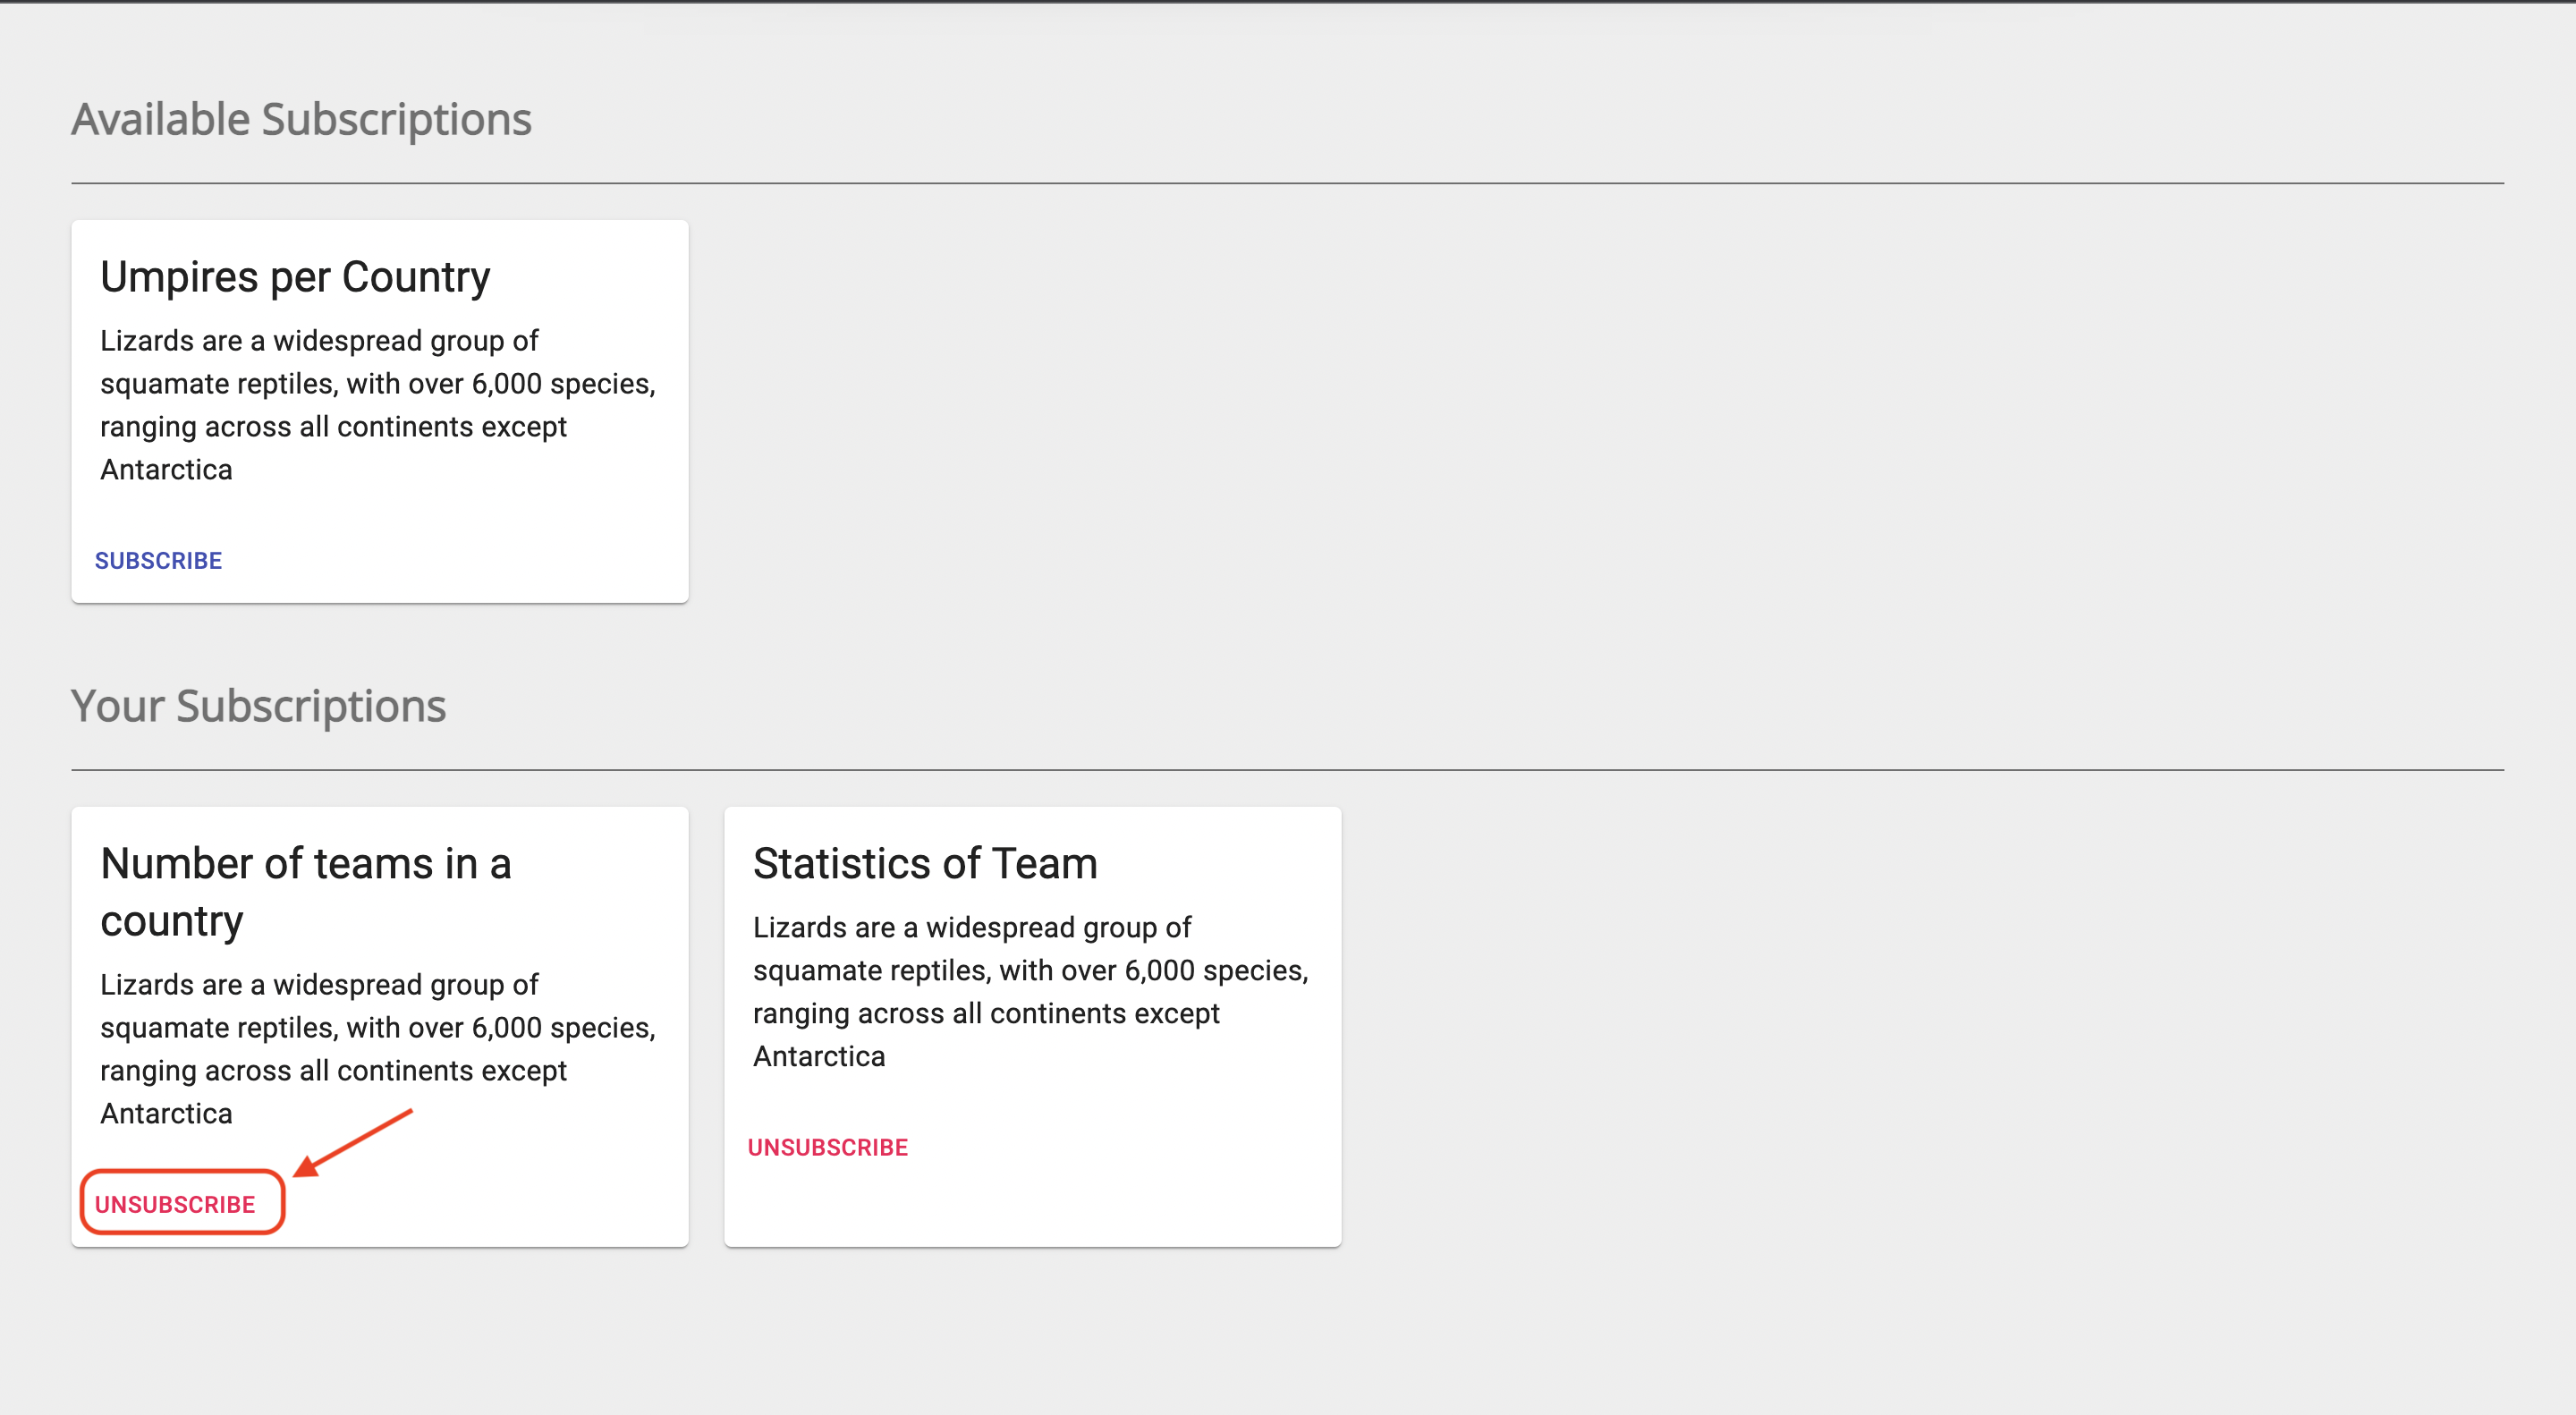 Available Subscriptions
Umpires per Country
Lizards are a widespread group of
squamate reptiles, with over 6,000 species,
ranging across all continents except
Antarctica
SUBSCRIBE
Your Subscriptions
Number of teams in a
country
Lizards are a widespread group of
squamate reptiles, with over 6,000 species,
ranging across all continents except
Antarctica
UNSUBSCRIBE
Statistics of Team
Lizards are a widespread group of
squamate reptiles, with over 6,000 species,
ranging across all continents except
Antarctica
UNSUBSCRIBE